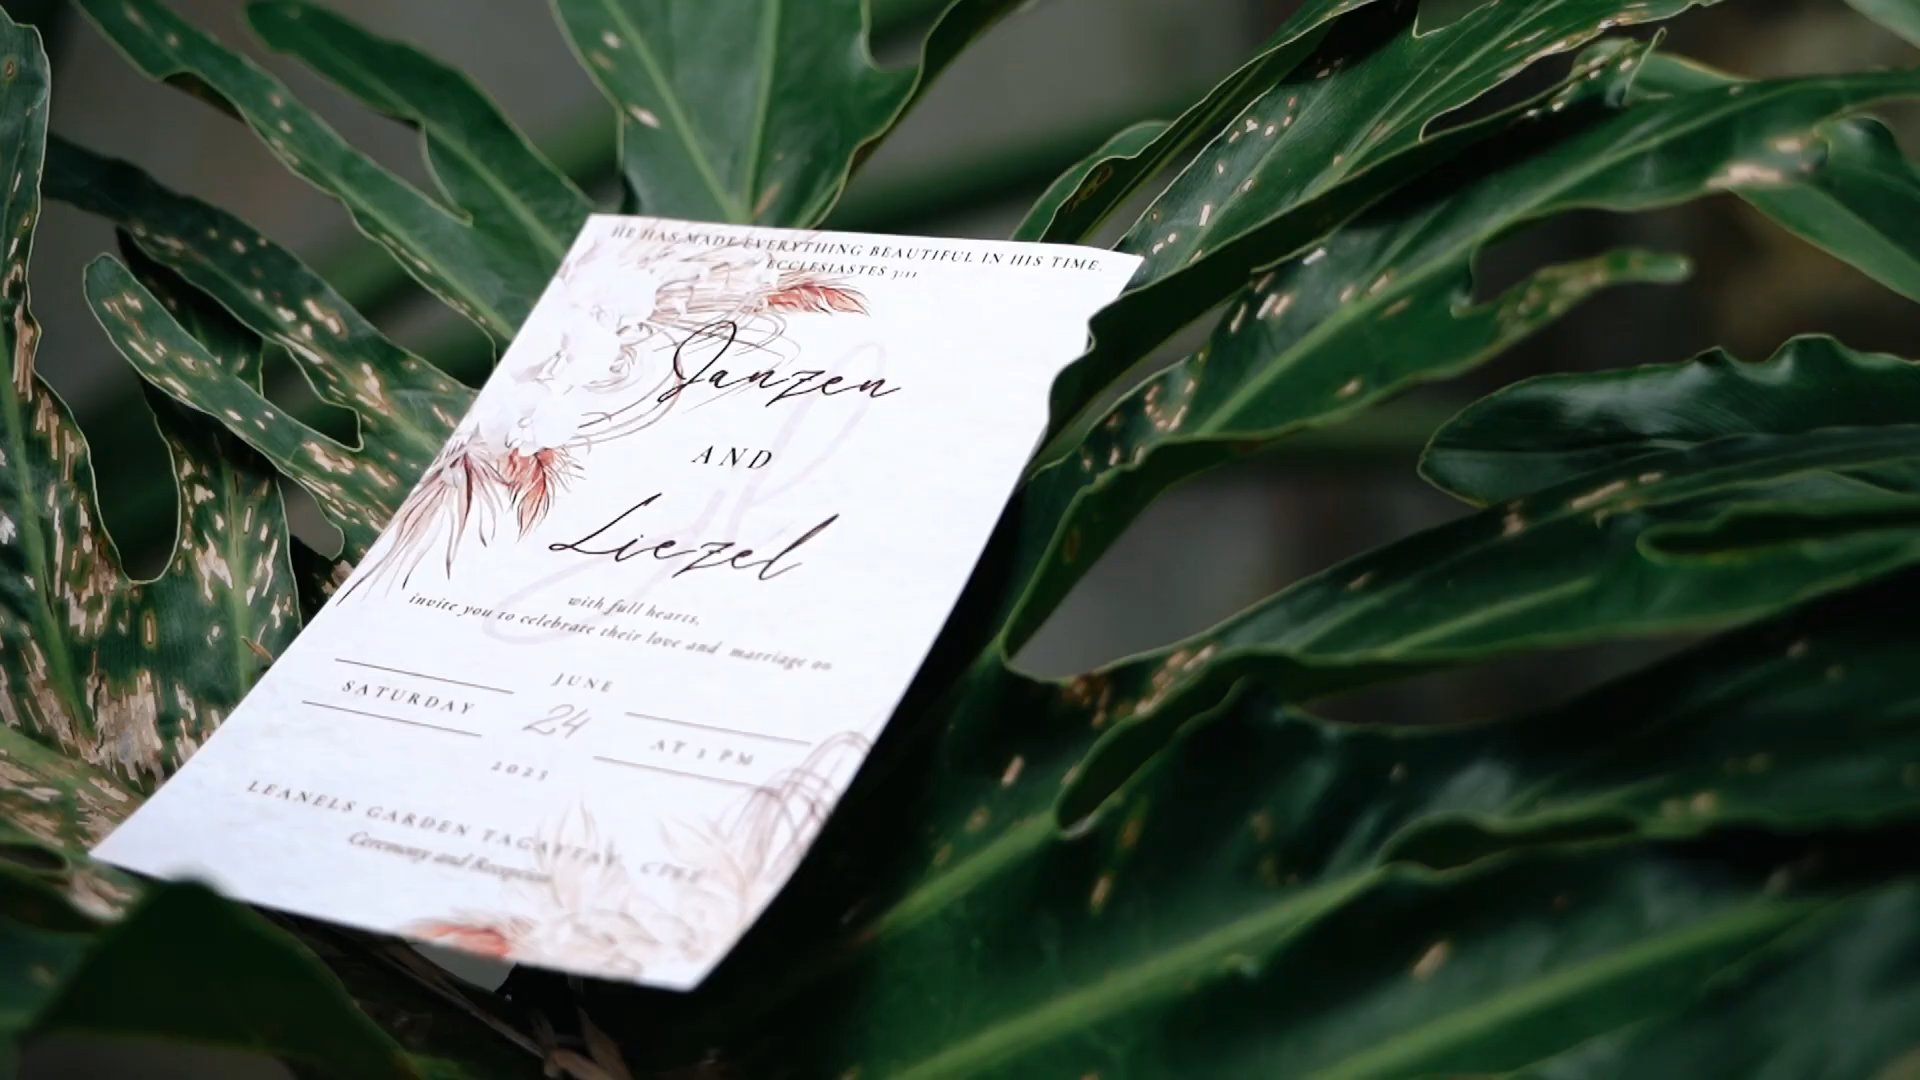 HE HAS MADE EVERYTHING BEAUTIFUL IN HIS TIME.
ECCLESIASTES 3:11
Janzen
AND
Liezel
with full hearts,
invite you to celebrate their love and marriage on
JUNE
SATURDAY
24
AT 1 PM
2023
LEANELS GARDEN TAGAYTAY
Ceremony and Reception